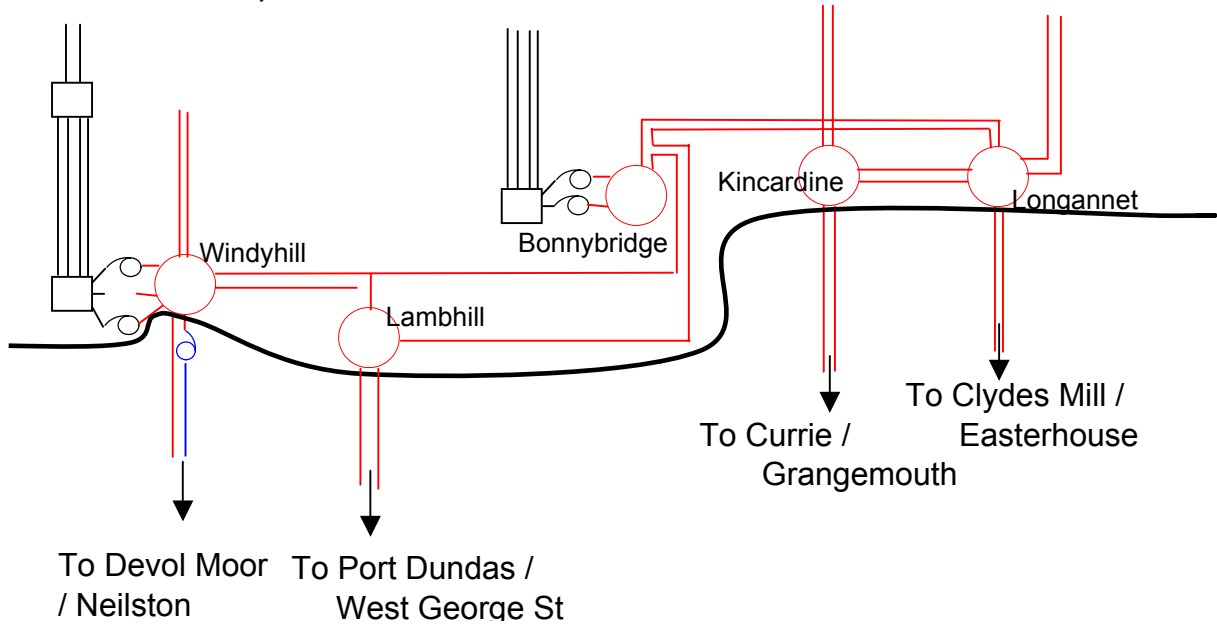 Kincardine
Longannet
Bonnybridge
Windyhill
Lambhill
To Clydes Mill /
Easterhouse
To Currie /
Grangemouth
To Devol Moor
/ Neilston
To Port Dundas /
West George St